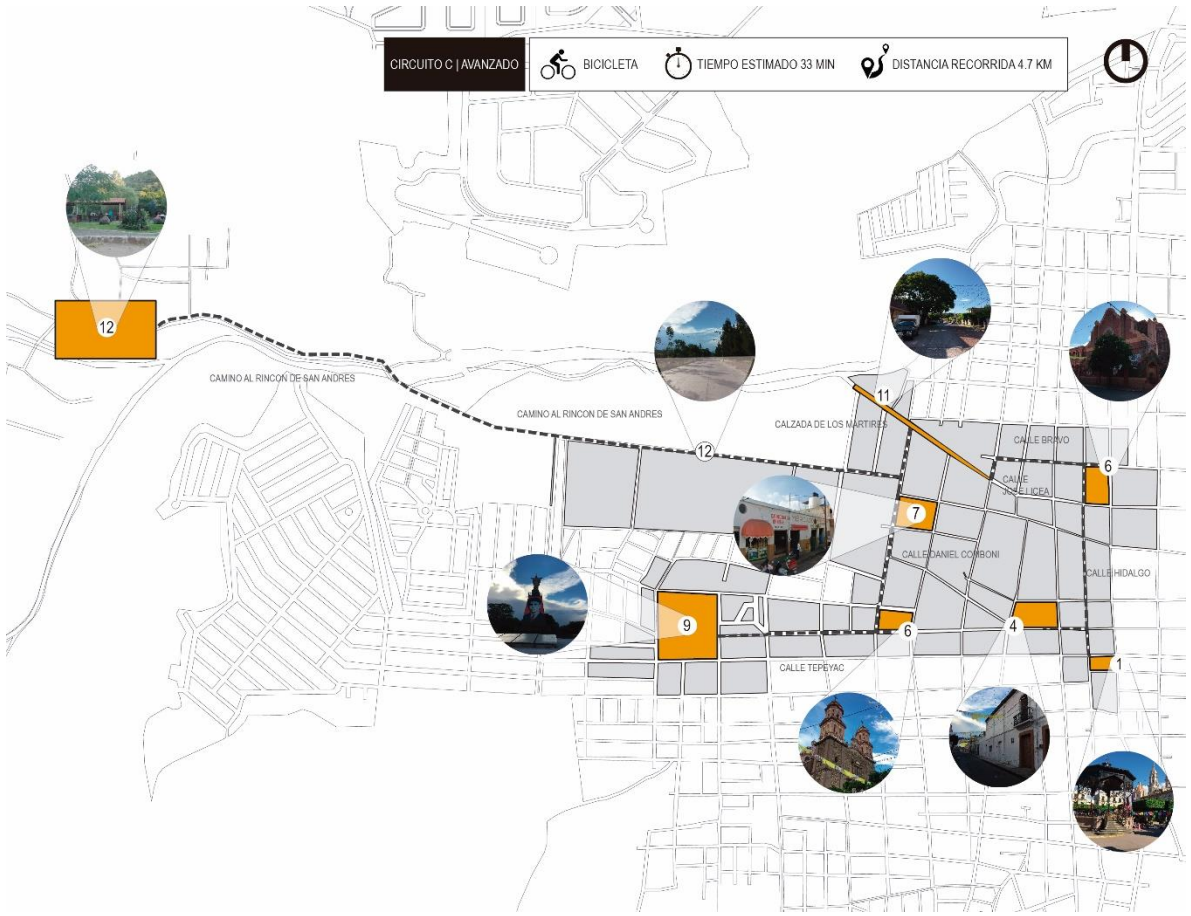 CIRCUITO C | AVANZADO
BICICLETA
TIEMPO ESTIMADO 33 MIN
DISTANCIA RECORRIDA 4.7 KM
12
CAMINO AL RINCON DE SAN ANDRES
CAMINO AL RINCON DE SAN ANDRES
12
11
CALZADA DE LOS MARTIRES
CALLE BRAVO
6
CALLE
JOSE LICEA
7
CALLE DANIEL COMBONI
CALLE HIDALGO
9
6
4
1
CALLE TEPEYAC